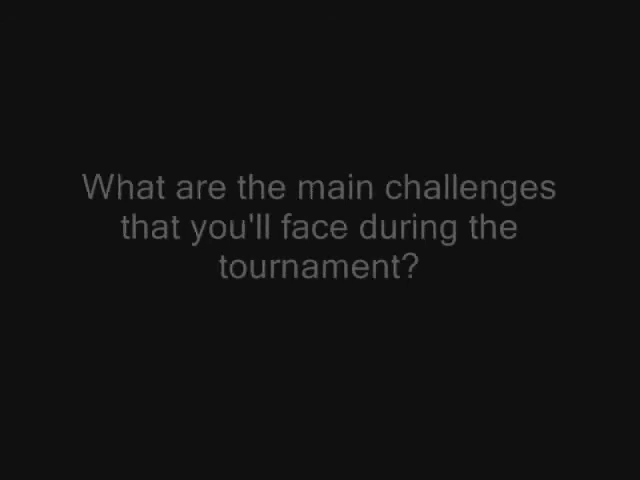 What are the main challenges
that you'll face during the
tournament?